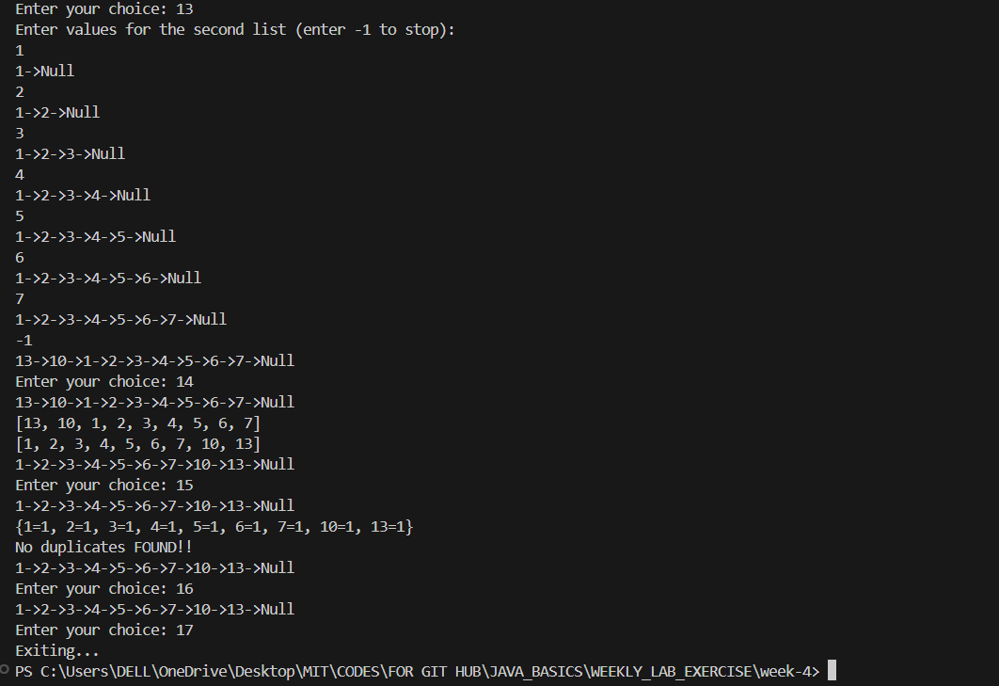 Enter your choice: 13
Enter values for the second list (enter -1 to stop):
1
1->Null
2
1->2->Null
3
1->2->3->Null
4
1->2->3->4->Null
5
1->2->3->4->5->Null
6
1->2->3->4->5->6->Null
7
1->2->3->4->5->6->7->Null
-1
13->10->1->2->3->4->5->6->7->Null
Enter your choice: 14
13->10->1->2->3->4->5->6->7->Null
[13, 10, 1, 2, 3, 4, 5, 6, 7]
[1, 2, 3, 4, 5, 6, 7, 10, 13]
1->2->3->4->5->6->7->10->13->Null
Enter your choice: 15
1->2->3->4->5->6->7->10->13->Null
{1=1, 2=1, 3=1, 4=1, 5=1, 6=1, 7=1, 10=1, 13=1}
No duplicates FOUND!!
1->2->3->4->5->6->7->10->13->Null
Enter your choice: 16
1->2->3->4->5->6->7->10->13->Null
Enter your choice: 17
Exiting...
PS C:\Users\DELL\OneDrive\Desktop\MIT\CODES\FOR GIT HUB\JAVA_BASICS\WEEKLY_LAB_EXERCISE\week-4>